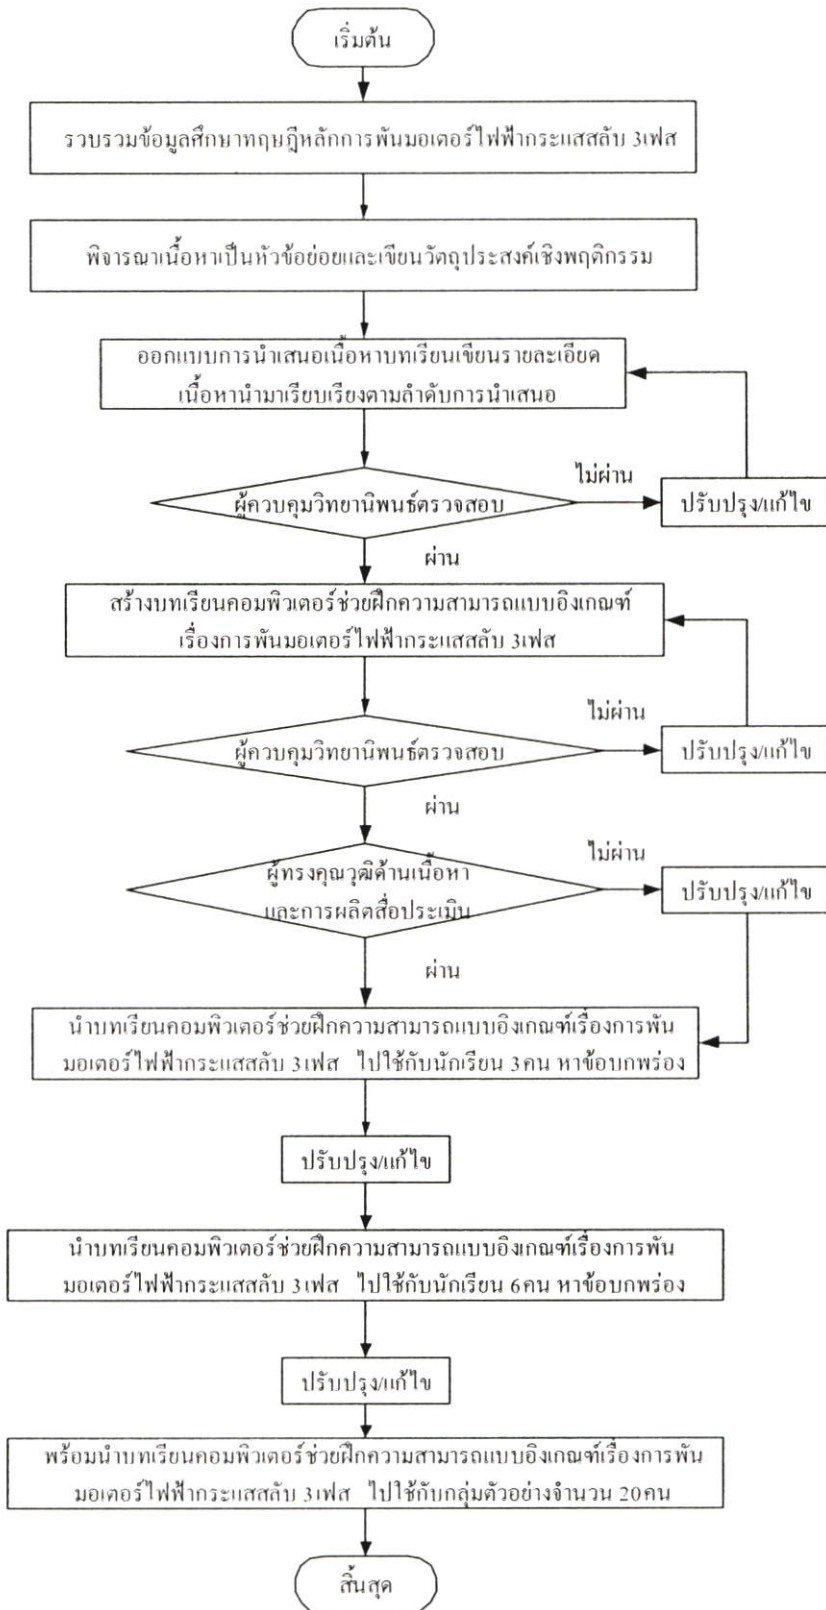 เริ่มต้น
รวบรวมข้อมูลศึกษาทฤษฎีหลักการพันมอเตอร์ไฟฟ้ากระแสสลับ 3เฟส
พิจารณาเนื้อหาเป็นหัวข้อย่อยและเขียนวัตถุประสงค์เชิงพฤติกรรม
ออกแบบการนำเสนอเนื้อหาบทเรียนเขียนรายละเอียด
เนื้อหานำมาเรียบเรียงตามลำดับการนำเสนอ
ไม่ผ่าน
ผู้ควบคุมวิทยานิพนธ์ตรวจสอบ
ปรับปรุง/แก้ไข
ผ่าน
สร้างบทเรียนคอมพิวเตอร์ช่วยฝึกความสามารถแบบอิงเกณฑ์
เรื่องการพันมอเตอร์ไฟฟ้ากระแสสลับ 3เฟส
ไม่ผ่าน
ผู้ควบคุมวิทยานิพนธ์ตรวจสอบ
ปรับปรุง/แก้ไข
ผ่าน
ไม่ผ่าน
ผู้ทรงคุณวุฒิด้านเนื้อหา
และการผลิตสื่อประเมิน
ปรับปรุง/แก้ไข
ผ่าน
นำบทเรียนคอมพิวเตอร์ช่วยฝึกความสามารถแบบอิงเกณฑ์เรื่องการพัน
มอเตอร์ไฟฟ้ากระแสสลับ 3เฟส ไปใช้กับนักเรียน 3คน หาข้อบกพร่อง
ปรับปรุง/แก้ไข
นำบทเรียนคอมพิวเตอร์ช่วยฝึกความสามารถแบบอิงเกณฑ์เรื่องการพัน
มอเตอร์ไฟฟ้ากระแสสลับ 3เฟส ไปใช้กับนักเรียน 6คน หาข้อบกพร่อง
ปรับปรุง/แก้ไข
พร้อมนำบทเรียนคอมพิวเตอร์ช่วยฝึกความสามารถแบบอิงเกณฑ์เรื่องการพัน
มอเตอร์ไฟฟ้ากระแสสลับ 3เฟส ไปใช้กับกลุ่มตัวอย่างจำนวน 20คน
สิ้นสุด